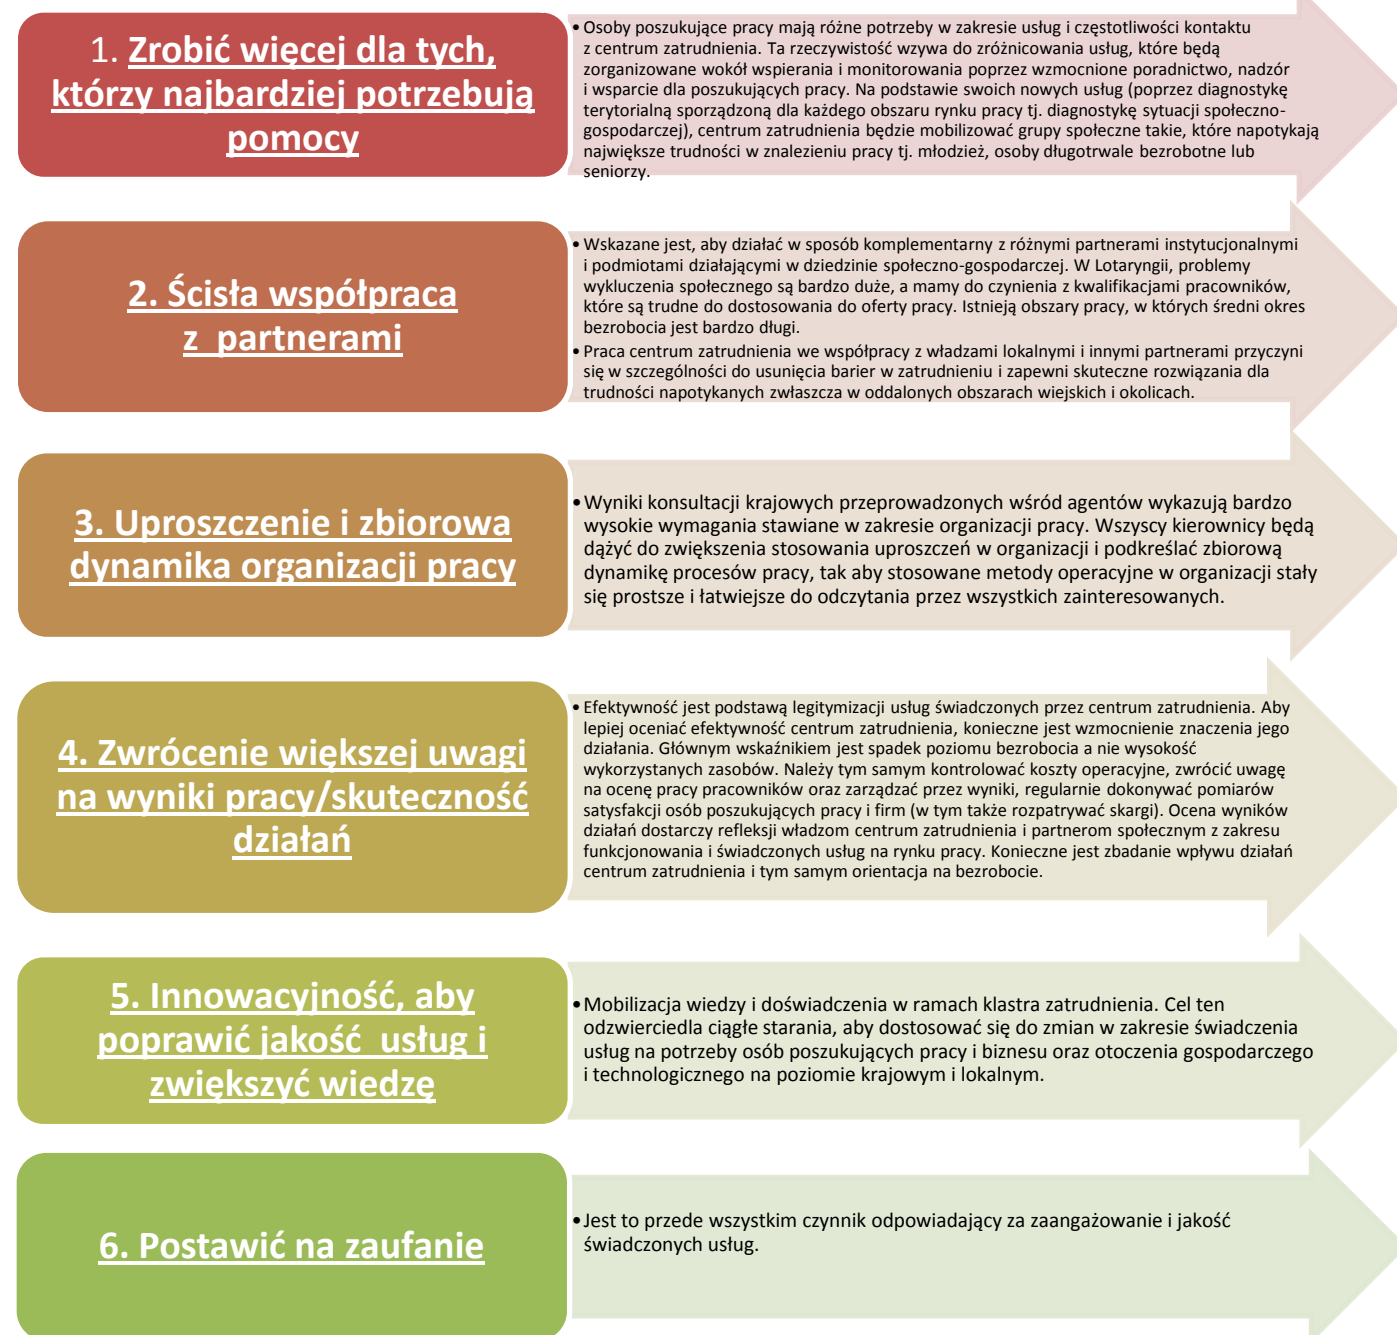 1. Zrobić więcej dla tych,
którzy najbardziej potrzebują
pomocy
• Osoby poszukujące pracy mają różne potrzeby w zakresie usług i częstotliwości kontaktu
z centrum zatrudnienia. Ta rzeczywistość wzywa do zróżnicowania usług, które będą
zorganizowane wokół wspierania i monitorowania poprzez wzmocnione poradnictwo, nadzór
i wsparcie dla poszukujących pracy. Na podstawie swoich nowych usług (poprzez diagnostykę
terytorialną sporządzoną dla każdego obszaru rynku pracy tj. diagnostykę sytuacji społeczno-
gospodarczej), centrum zatrudnienia będzie mobilizować grupy społeczne takie, które napotykają
największe trudności w znalezieniu pracy tj. młodzież, osoby długotrwale bezrobotne lub
seniorzy.
2. Ścisła współpraca
z  partnerami
• Wskazane jest, aby działać w sposób komplementarny z różnymi partnerami instytucjonalnymi
i podmiotami działającymi w dziedzinie społeczno-gospodarczej. W Lotaryngii, problemy
wykluczenia społecznego są bardzo duże, a mamy do czynienia z kwalifikacjami pracowników,
które są trudne do dostosowania do oferty pracy. Istnieją obszary pracy, w których średni okres
bezrobocia jest bardzo długi.
• Praca centrum zatrudnienia we współpracy z władzami lokalnymi i innymi partnerami przyczyni
się w szczególności do usunięcia barier w zatrudnieniu i zapewni skuteczne rozwiązania dla
trudności napotykanych zwłaszcza w oddalonych obszarach wiejskich i okolicach.
3. Uproszczenie i zbiorowa
dynamika organizacji pracy
• Wyniki konsultacji krajowych przeprowadzonych wśród agentów wykazują bardzo
wysokie wymagania stawiane w zakresie organizacji pracy. Wszyscy kierownicy będą
dążyć do zwiększenia stosowania uproszczeń w organizacji i podkreślać zbiorową
dynamikę procesów pracy, tak aby stosowane metody operacyjne w organizacji stały
się prostsze i łatwiejsze do odczytania przez wszystkich zainteresowanych.
4. Zwrócenie większej uwagi
na wyniki pracy/skuteczność
działań
• Efektywność jest podstawą legitymizacji usług świadczonych przez centrum zatrudnienia. Aby
lepiej oceniać efektywność centrum zatrudnienia, konieczne jest wzmocnienie znaczenia jego
działania. Głównym wskaźnikiem jest spadek poziomu bezrobocia a nie wysokość
wykorzystanych zasobów. Należy tym samym kontrolować koszty operacyjne, zwrócić uwagę
na ocenę pracy pracowników oraz zarządzać przez wyniki, regularnie dokonywać pomiarów
satysfakcji osób poszukujących pracy i firm (w tym także rozpatrywać skargi). Ocena wyników
działań dostarczy refleksji władzom centrum zatrudnienia i partnerom społecznym z zakresu
funkcjonowania i świadczonych usług na rynku pracy. Konieczne jest zbadanie wpływu działań
centrum zatrudnienia i tym samym orientacja na bezrobocie.
5. Innowacyjność, aby
poprawić jakość  usług i
zwiększyć wiedzę
• Mobilizacja wiedzy i doświadczenia w ramach klastra zatrudnienia. Cel ten
odzwierciedla ciągłe starania, aby dostosować się do zmian w zakresie świadczenia
usług na potrzeby osób poszukujących pracy i biznesu oraz otoczenia gospodarczego
i technologicznego na poziomie krajowym i lokalnym.
6. Postawić na zaufanie
• Jest to przede wszystkim czynnik odpowiadający za zaangażowanie i jakość
świadczonych usług.